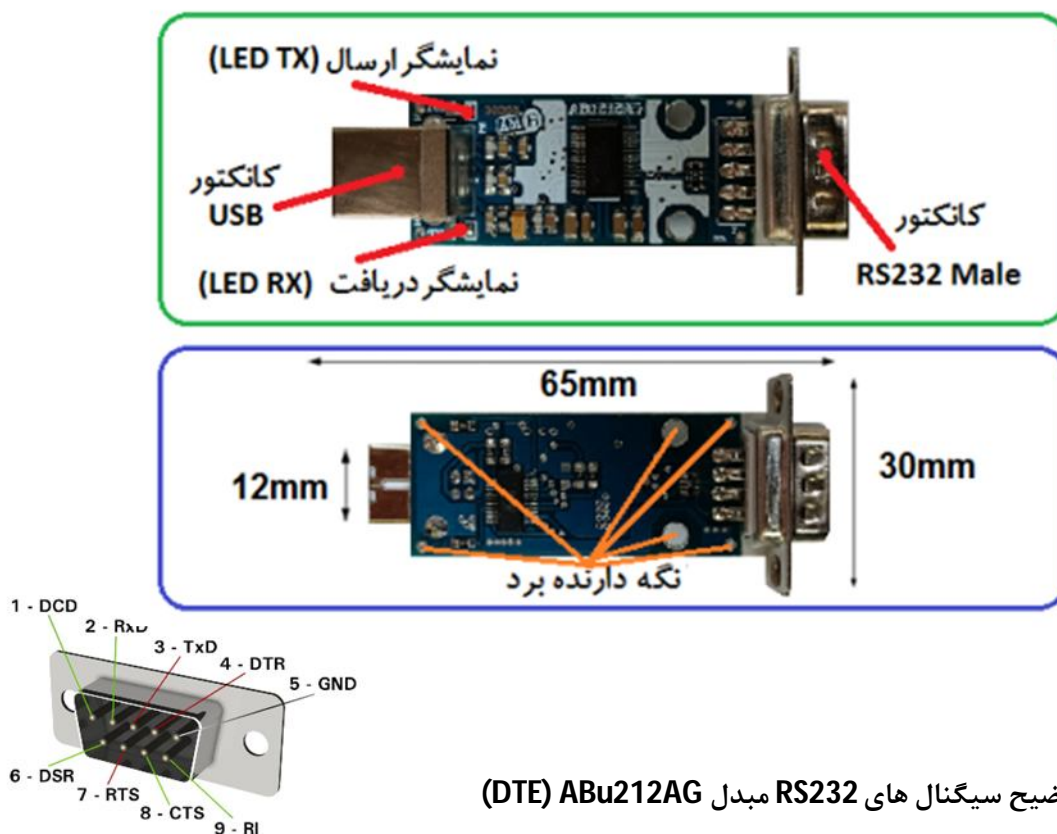 نمایشگر ارسال (LED TX)
کانکتور
USB
کانکتور
RS232 Male
نمایشگر دریافت (LED RX)
65mm
12mm
30mm
نگه دارنده برد
1 - DCD
2 - RxD
3 - TxD
4 - DTR
5 - GND
6 - DSR
7 - RTS
8 - CTS
9 - RI
ضیح سیگنال های RS232 مبدل ABu212AG (DTE)